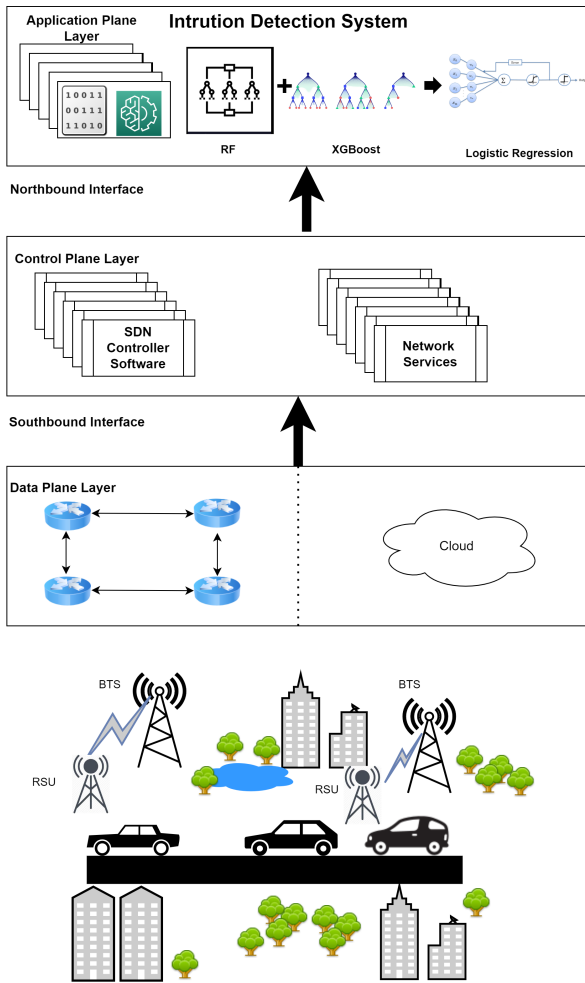 Application Plane
Layer
Intrution Detection System
10011
00111
11010
RF
XGBoost
Logistic Regression
Northbound Interface
Control Plane Layer
SDN
Controller
Software
Network
Services
Southbound Interface
Data Plane Layer
Cloud
BTS
BTS
RSU
RSU